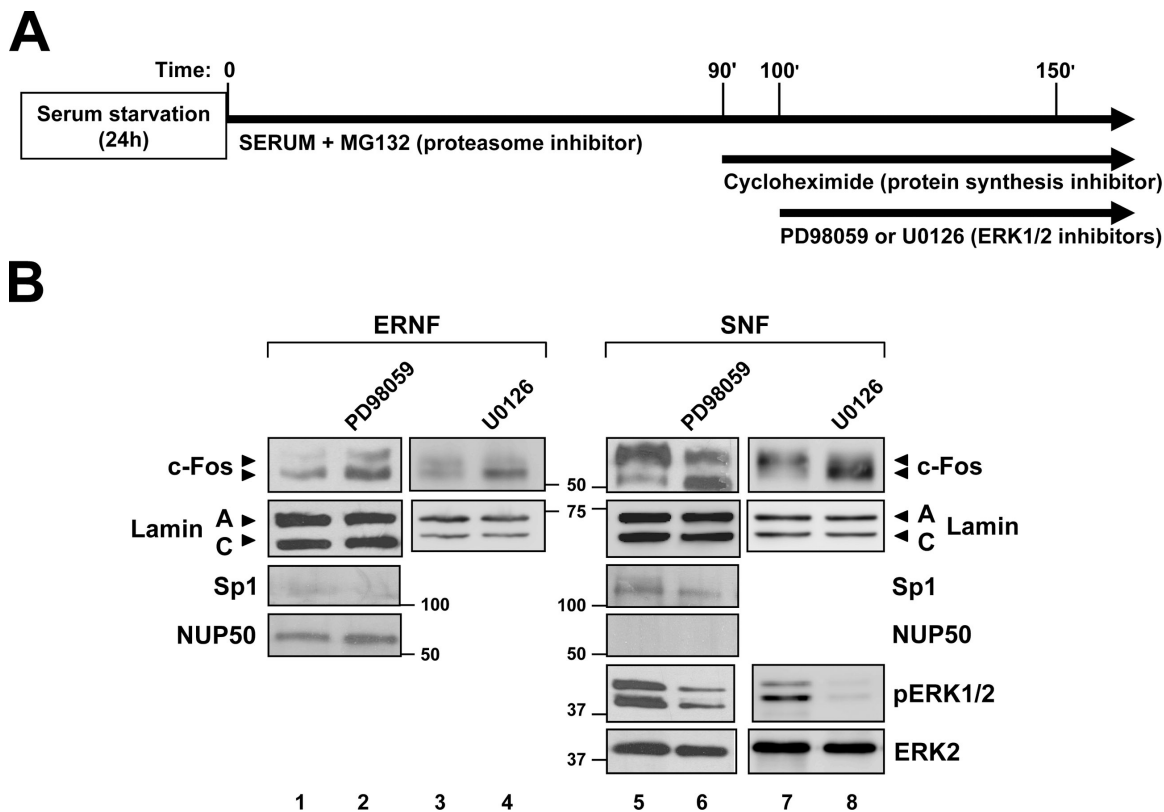 A
Time: 0 90' 100' 150'
Serum starvation
(24h)
SERUM + MG132 (proteasome inhibitor)
Cycloheximide (protein synthesis inhibitor)
PD98059 or U0126 (ERK1/2 inhibitors)
B
ERNF SNF
PD98059 U0126 PD98059 U0126
c-Fos 50 50 c-Fos
Lamin A C 75 75 A C Lamin
Sp1 100 100 Sp1
NUP50 50 50 NUP50
37 pERK1/2
37 ERK2
1 2 3 4 5 6 7 8